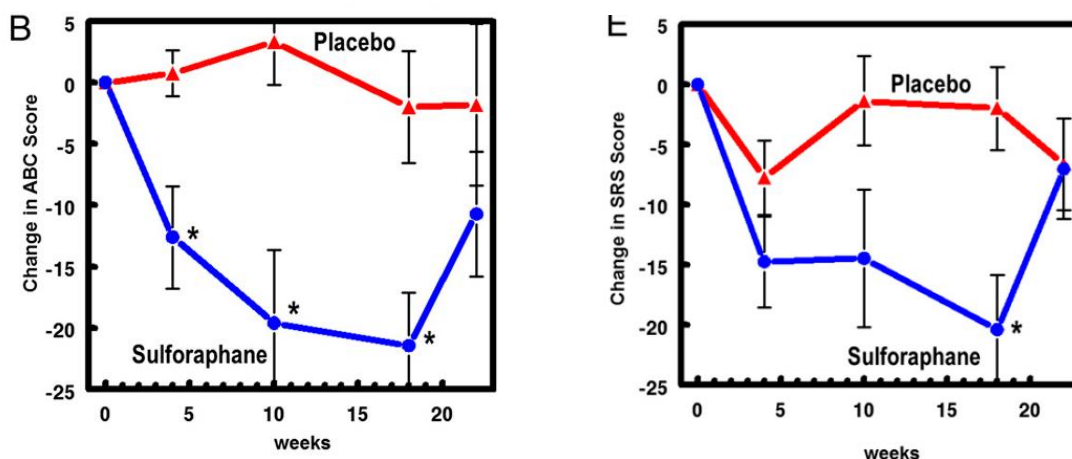 B
Change in ABC Score
5
0
-5
-10
-15
-20
-25
Placebo
*
*
*
Sulforaphane
0 5 10 15 20
weeks
E
Change in SRS Score
5
0
-5
-10
-15
-20
-25
Placebo
*
Sulforaphane
0 5 10 15 20
weeks